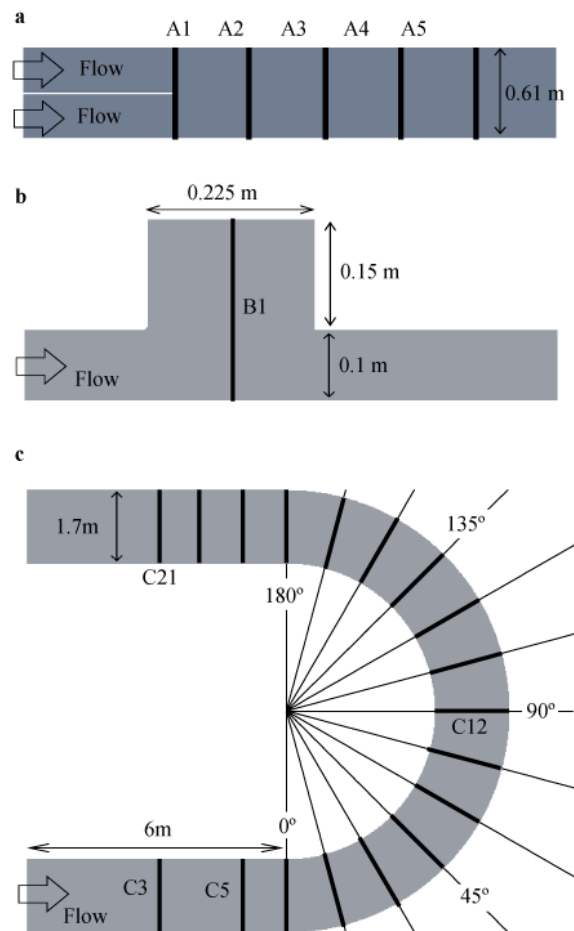 a
A1 A2 A3 A4 A5
Flow
Flow
0.61 m
b
0.225 m
0.15 m
B1
0.1 m
Flow
c
1.7m
135º
C21
180º
90º
C12
6m
0º
C3
C5
45º
Flow